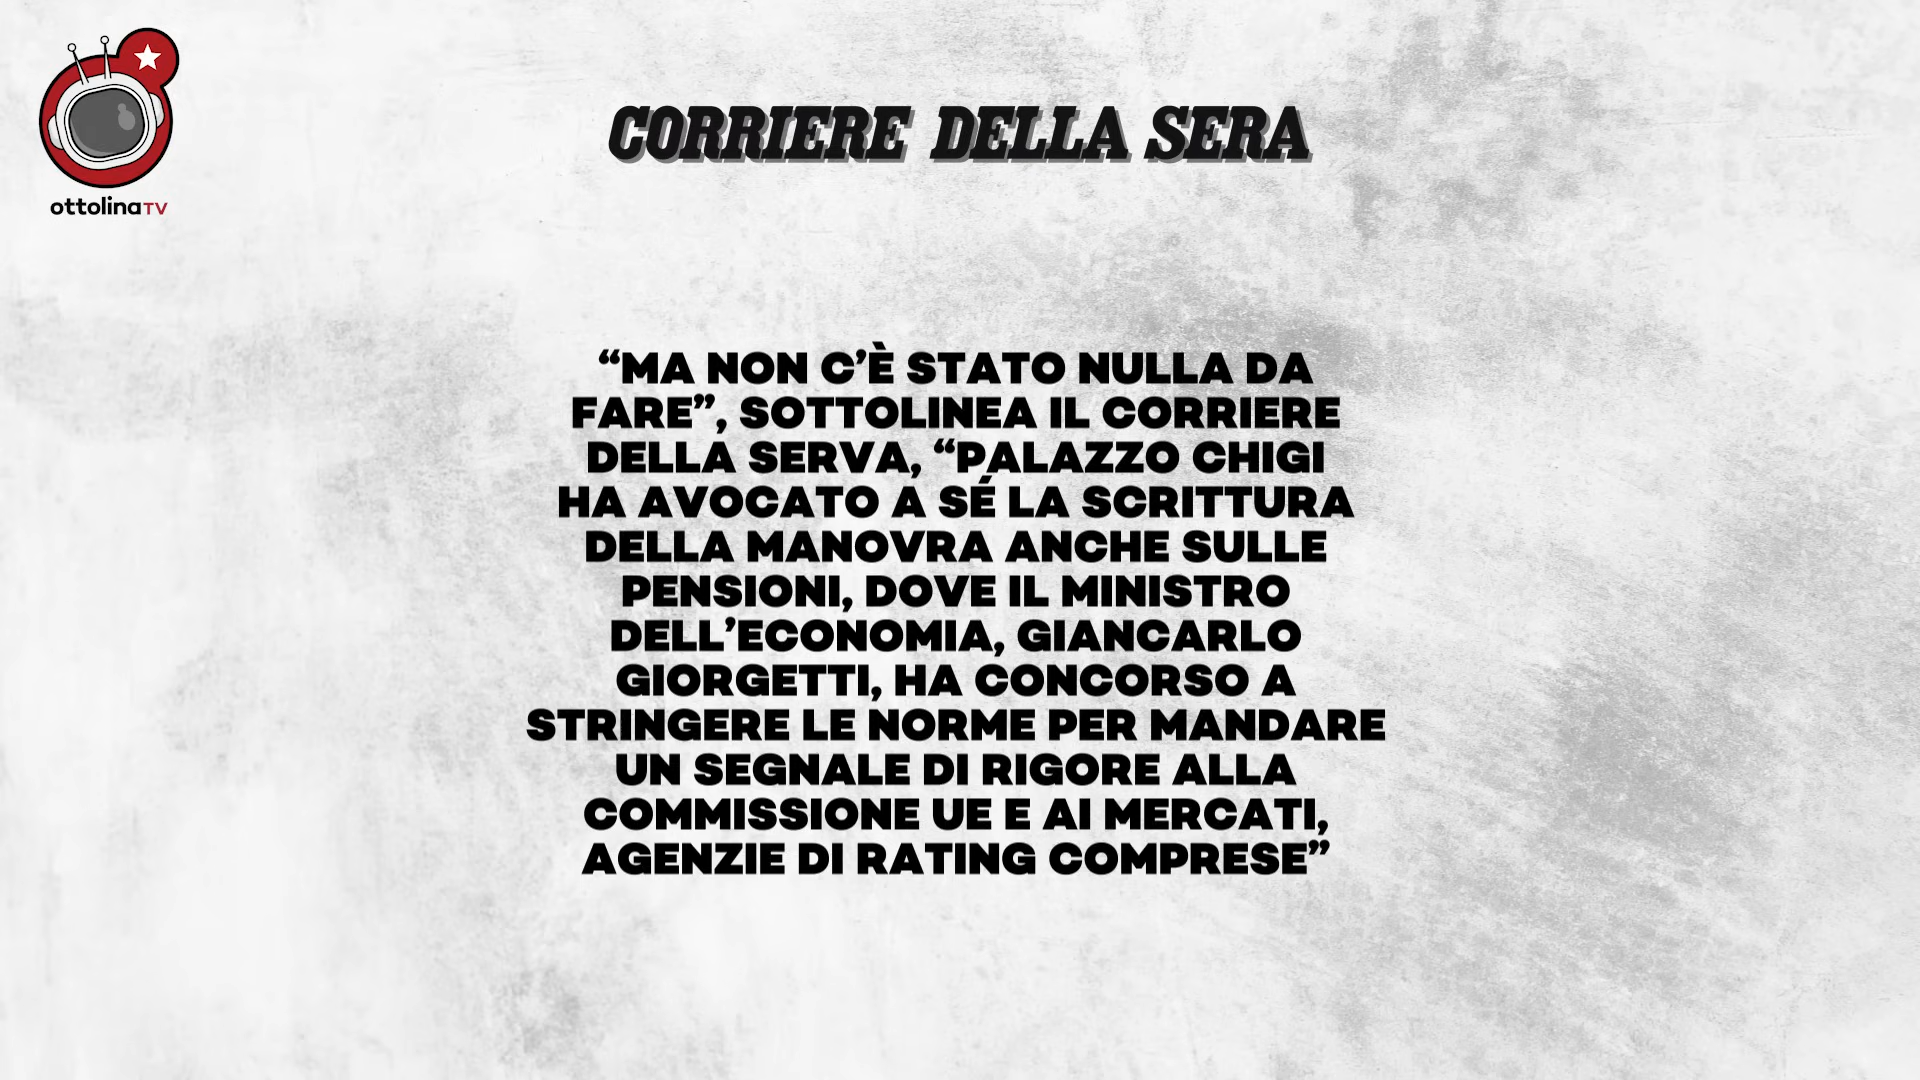 ottolinaTV
CORRIERE DELLA SERA
“MA NON C’È STATO NULLA DA
FARE”, SOTTOLINEA IL CORRIERE
DELLA SERVA, “PALAZZO CHIGI
HA AVOCATO A SÉ LA SCRITTURA
DELLA MANOVRA ANCHE SULLE
PENSIONI, DOVE IL MINISTRO
DELL’ECONOMIA, GIANCARLO
GIORGETTI, HA CONCORSO A
STRINGERE LE NORME PER MANDARE
UN SEGNALE DI RIGORE ALLA
COMMISSIONE UE E AI MERCATI,
AGENZIE DI RATING COMPRESE”